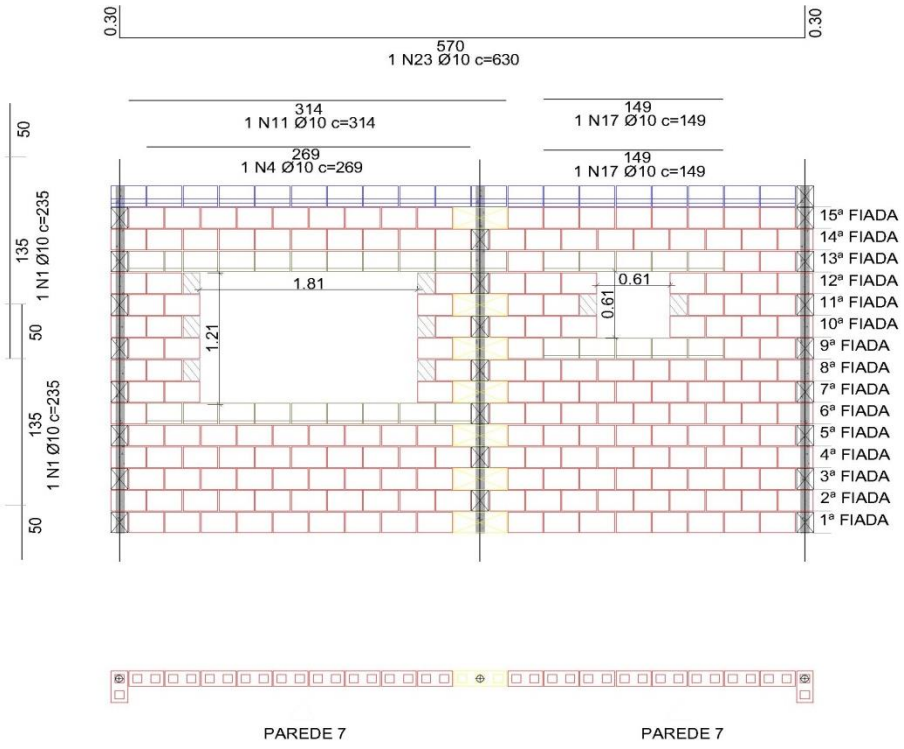 0.30
0.30
570
1 N23 Ø10 c=630
314
1 N11 Ø10 c=314
149
1 N17 Ø10 c=149
269
1 N4 Ø10 c=269
149
1 N17 Ø10 c=149
50
135
1 N1 Ø10 c=235
50
135
1 N1 Ø10 c=235
50
1.81
1.21
0.61
0.61
15ª FIADA
14ª FIADA
13ª FIADA
12ª FIADA
11ª FIADA
10ª FIADA
9ª FIADA
8ª FIADA
7ª FIADA
6ª FIADA
5ª FIADA
4ª FIADA
3ª FIADA
2ª FIADA
1ª FIADA
PAREDE 7
PAREDE 7